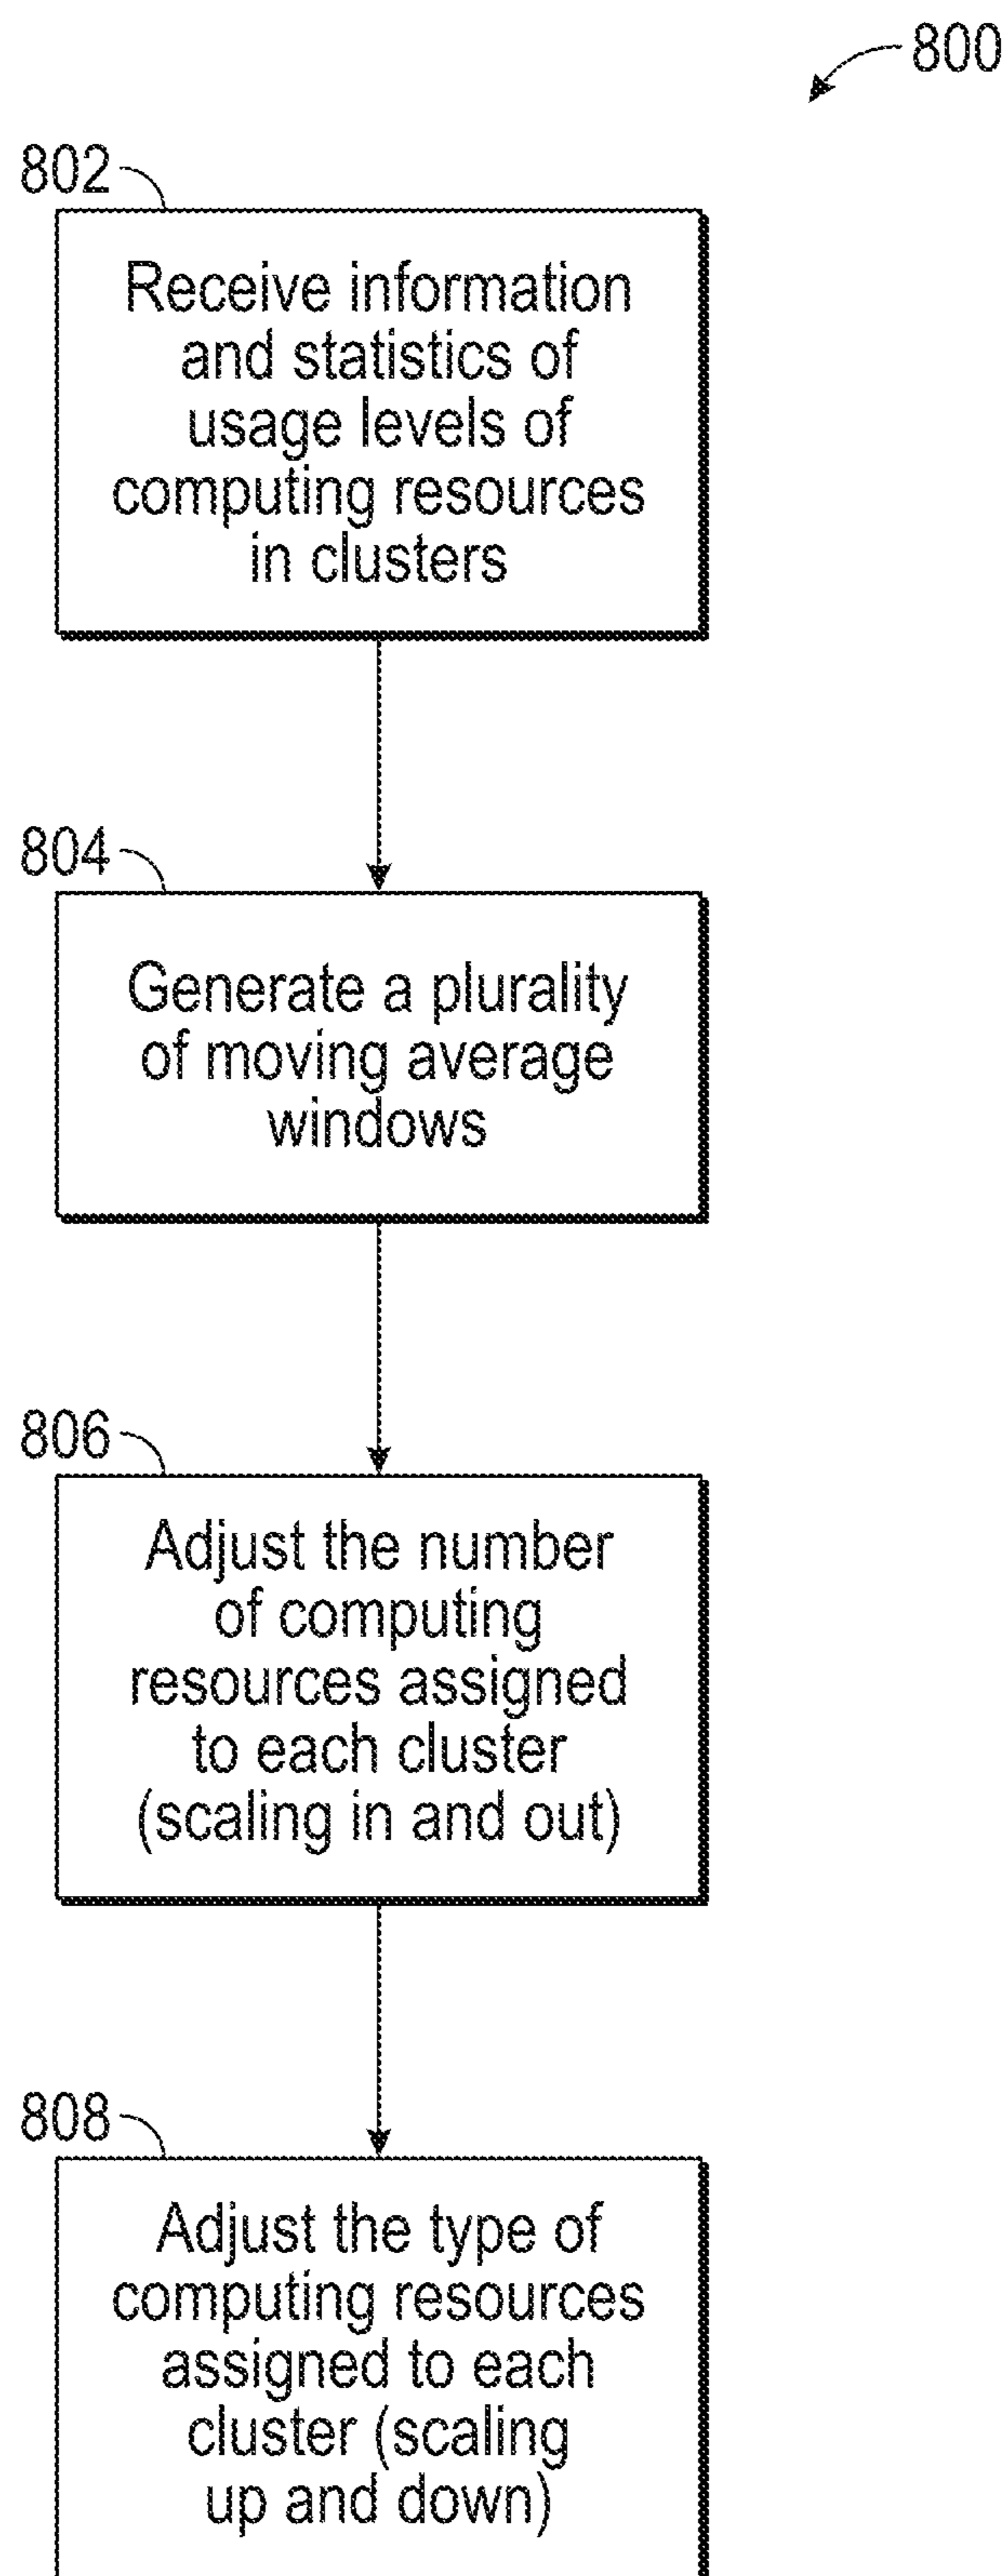 800
802
Receive information
and statistics of
usage levels of
computing resources
in clusters
804
Generate a plurality
of moving average
windows
806
Adjust the number
of computing
resources assigned
to each cluster
(scaling in and out)
808
Adjust the type of
computing resources
assigned to each
cluster (scaling
up and down)